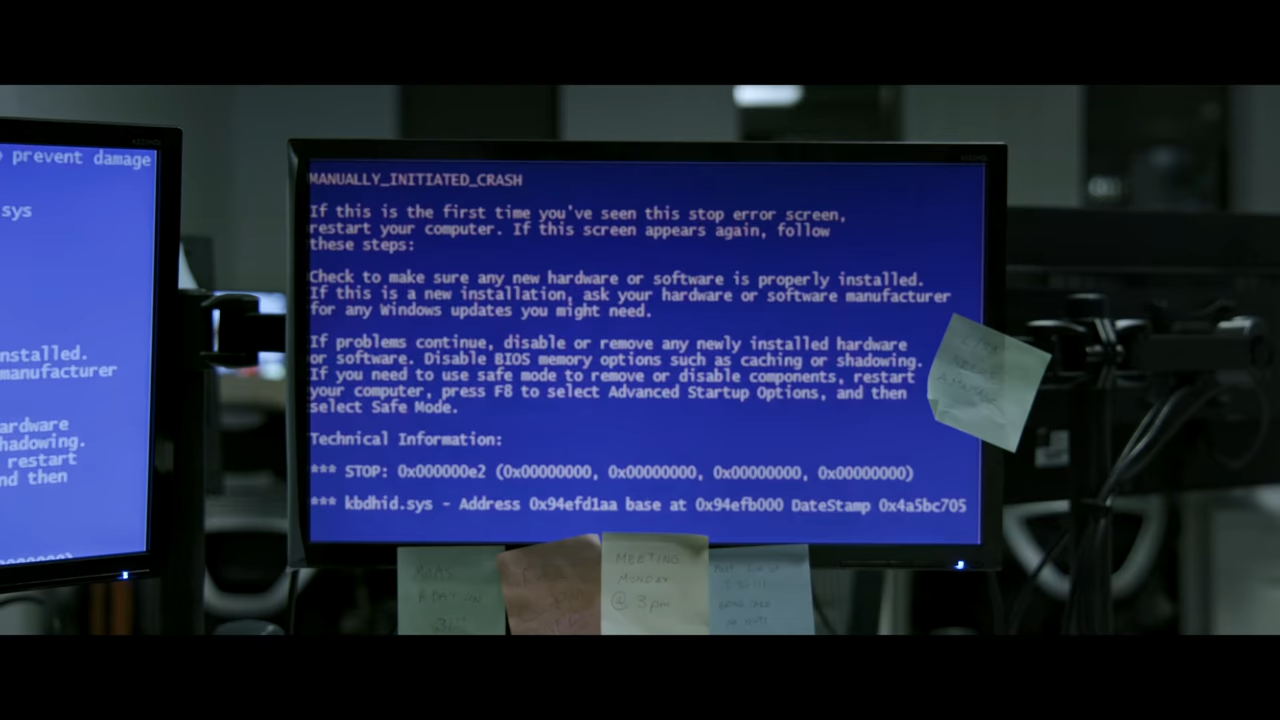 prevent damage
sys
nstalled.
manufacturer
ardware
hadowing.
restart
nd then
MANUALLY_INITIATED_CRASH
If this is the first time you've seen this stop error screen,
restart your computer. If this screen appears again, follow
these steps:
Check to make sure any new hardware or software is properly installed.
If this is a new installation, ask your hardware or software manufacturer
for any Windows updates you might need.
If problems continue, disable or remove any newly installed hardware
or software. Disable BIOS memory options such as caching or shadowing.
If you need to use safe mode to remove or disable components, restart
your computer, press F8 to select Advanced Startup Options, and then
select Safe Mode.
Technical Information:
*** STOP: 0x000000e2 (0x00000000, 0x00000000, 0x00000000, 0x00000000)
*** kbdhid.sys - Address 0x94efd1aa base at 0x94efb000 DateStamp 0x4a5bc705
MEETING
MONDAY
@ 3pm